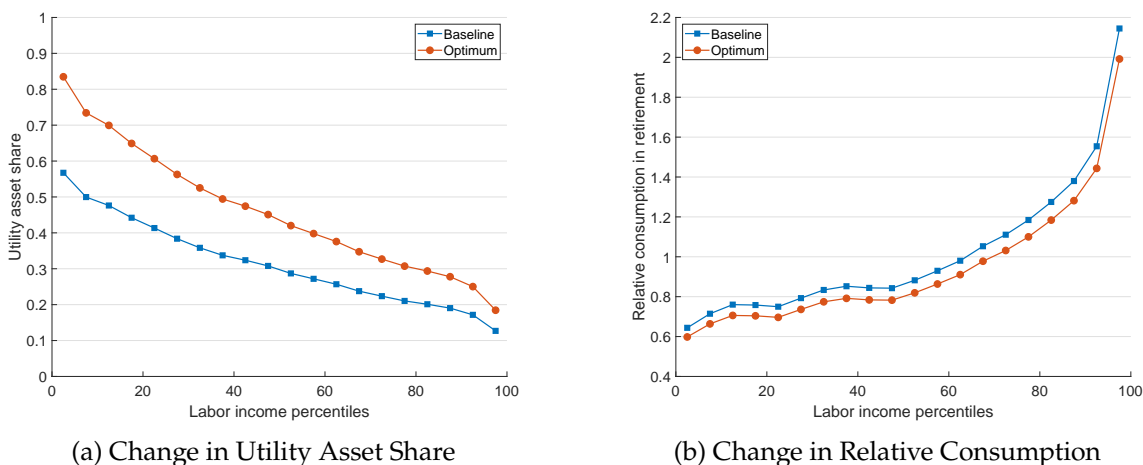 Baseline
Optimum
1
0.9
0.8
0.7
0.6
0.5
0.4
0.3
0.2
0.1
0
Utility asset share
0 20 40 60 80 100
Labor income percentiles
(a) Change in Utility Asset Share
Baseline
Optimum
2.2
2
1.8
1.6
1.4
1.2
1
0.8
0.6
0.4
Relative consumption in retirement
0 20 40 60 80 100
Labor income percentiles
(b) Change in Relative Consumption